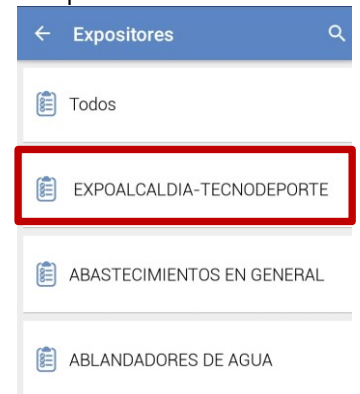 Expositores
Todos
EXPOALCALDIA-TECNODEPORTE
ABASTECIMIENTOS EN GENERAL
ABLANDADORES DE AGUA